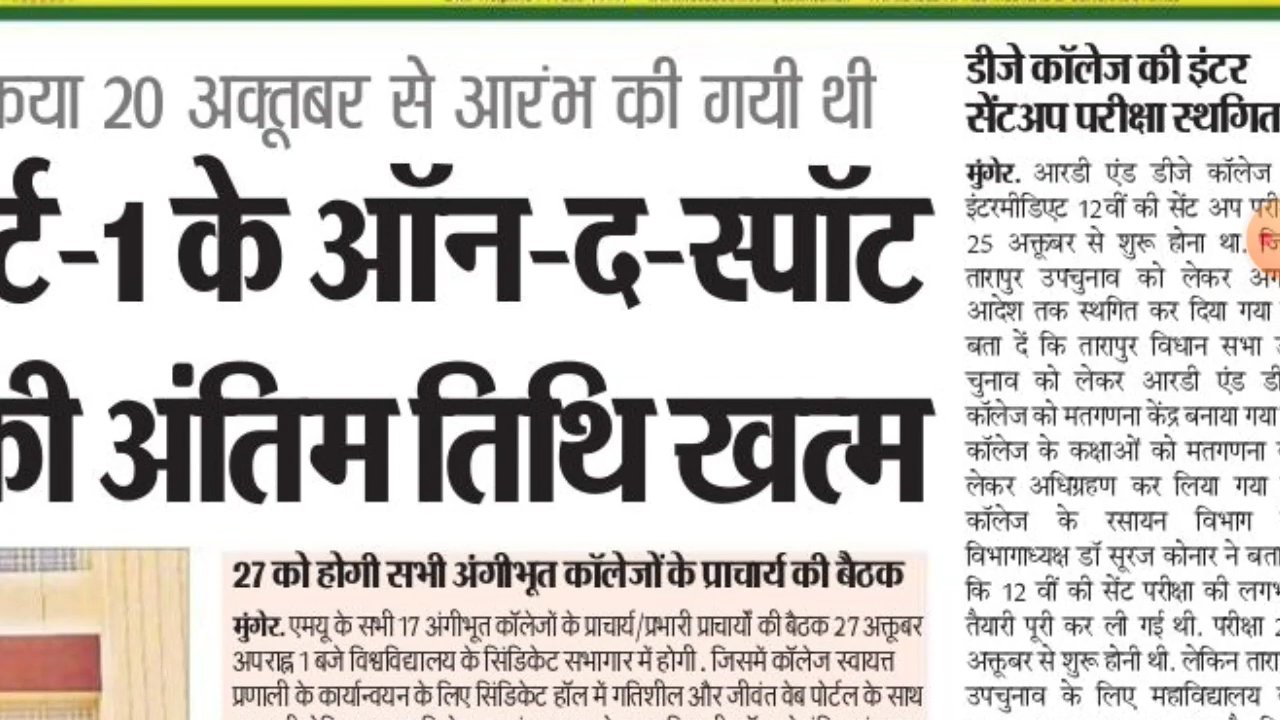 20 अक्तूबर से आरंभ की गयी थी
-1 के ऑन-द-स्पॉट
की अंतिम तिथि खत्म
27 को होगी सभी अंगीभूत कॉलेजों के प्राचार्य की बैठक
मुंगेर. एमयू के सभी 17 अंगीभूत कॉलेजों के प्राचार्य/प्रभारी प्राचार्यों की बैठक 27 अक्तूबर
अपराह्न 1 बजे विश्वविद्यालय के सिंडिकेट सभागार में होगी. जिसमें कॉलेज स्वायत्त
प्रणाली के कार्यान्वयन के लिए सिंडिकेट हॉल में गतिशील और जीवंत वेब पोर्टल के साथ
डीजे कॉलेज की इंटर
सेंटअप परीक्षा स्थगित
मुंगेर. आरडी एंड डीजे कॉलेज
इंटरमीडिएट 12वीं की सेंट अप
25 अक्तूबर से शुरू होना था.
तारापुर उपचुनाव को लेकर
आदेश तक स्थगित कर दिया गया
बता दें कि तारापुर विधान सभा
चुनाव को लेकर आरडी एंड
कॉलेज को मतगणना केंद्र बनाया गया
कॉलेज के कक्षाओं को मतगणना
लेकर अधिग्रहण कर लिया गया
कॉलेज के रसायन विभाग
विभागाध्यक्ष डॉ सूरज कोनार ने
कि 12 वीं की सेंट परीक्षा की
तैयारी पूरी कर ली गई थी. परीक्षा
अक्तूबर से शुरू होनी थी. लेकिन
उपचुनाव के लिए महाविद्यालय